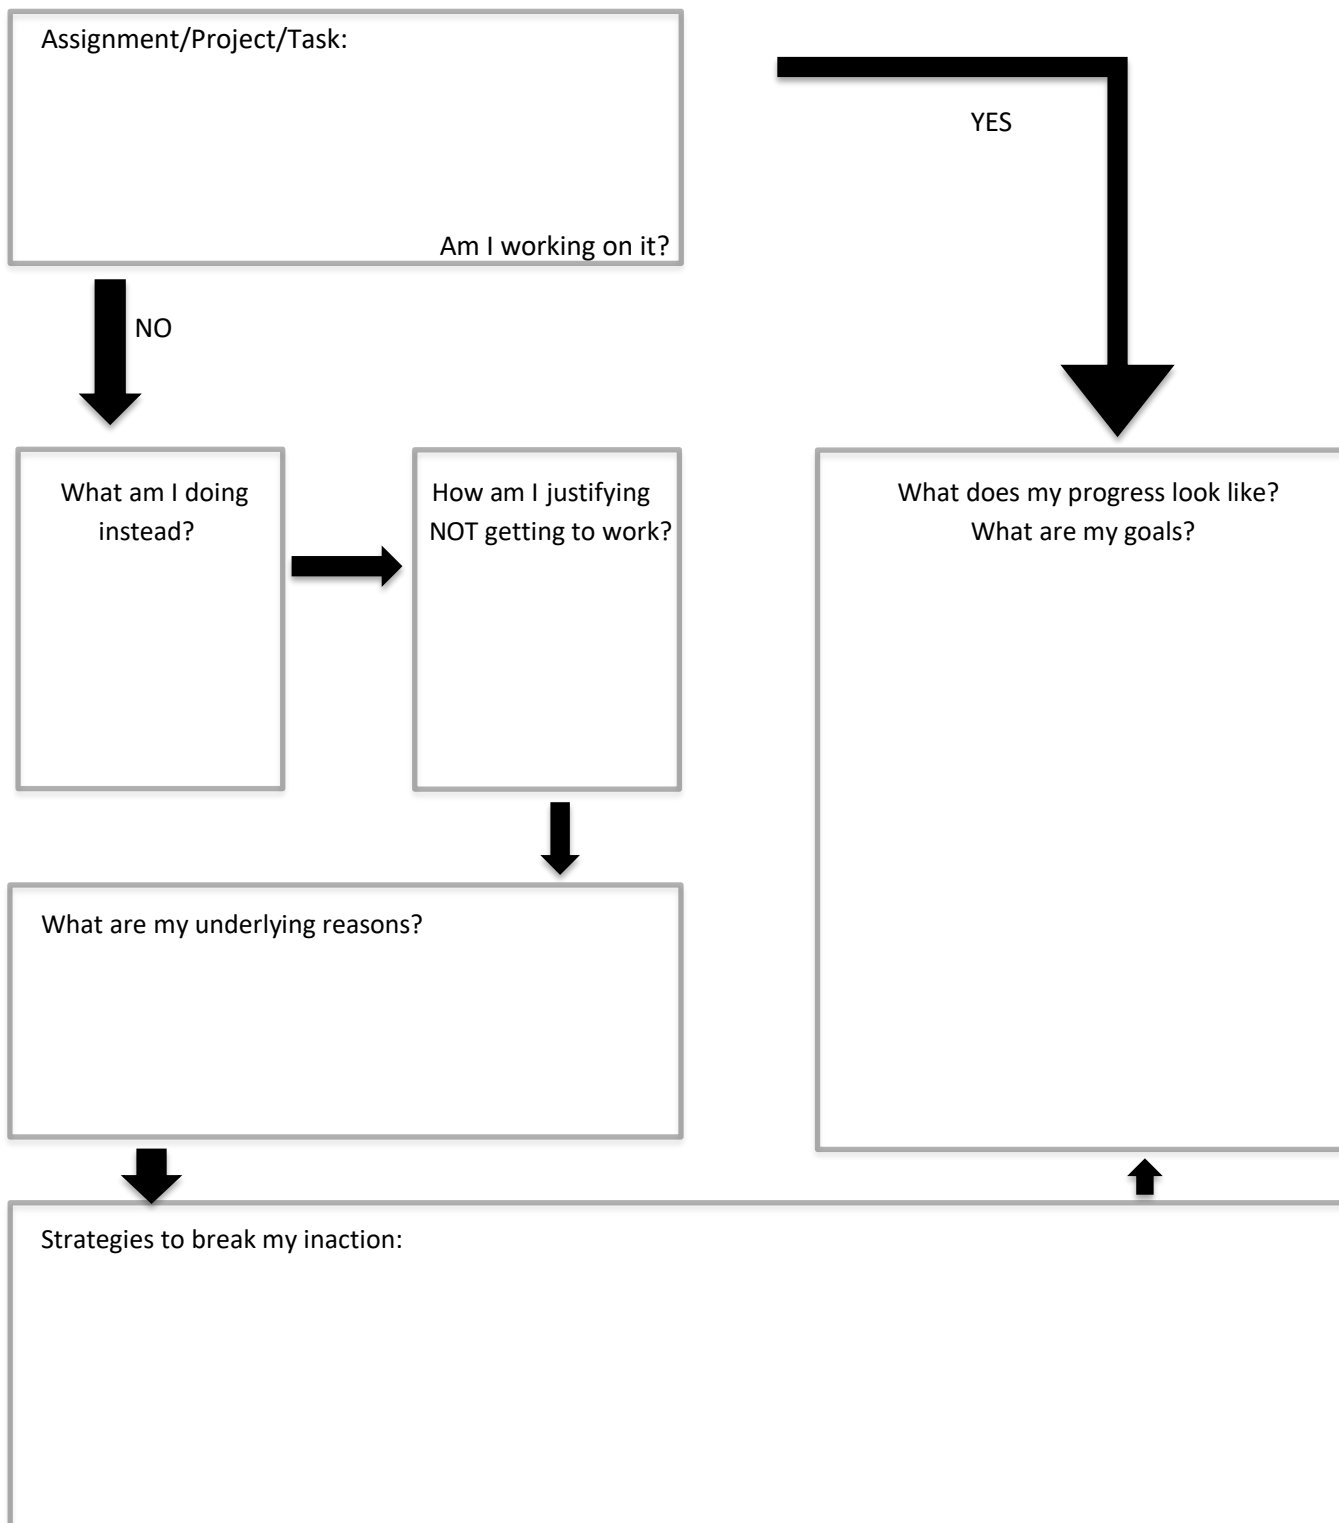 Assignment/Project/Task:
YES
Am I working on it?
NO
What am I doing
instead?
How am I justifying
NOT getting to work?
What does my progress look like?
What are my goals?
What are my underlying reasons?
Strategies to break my inaction: